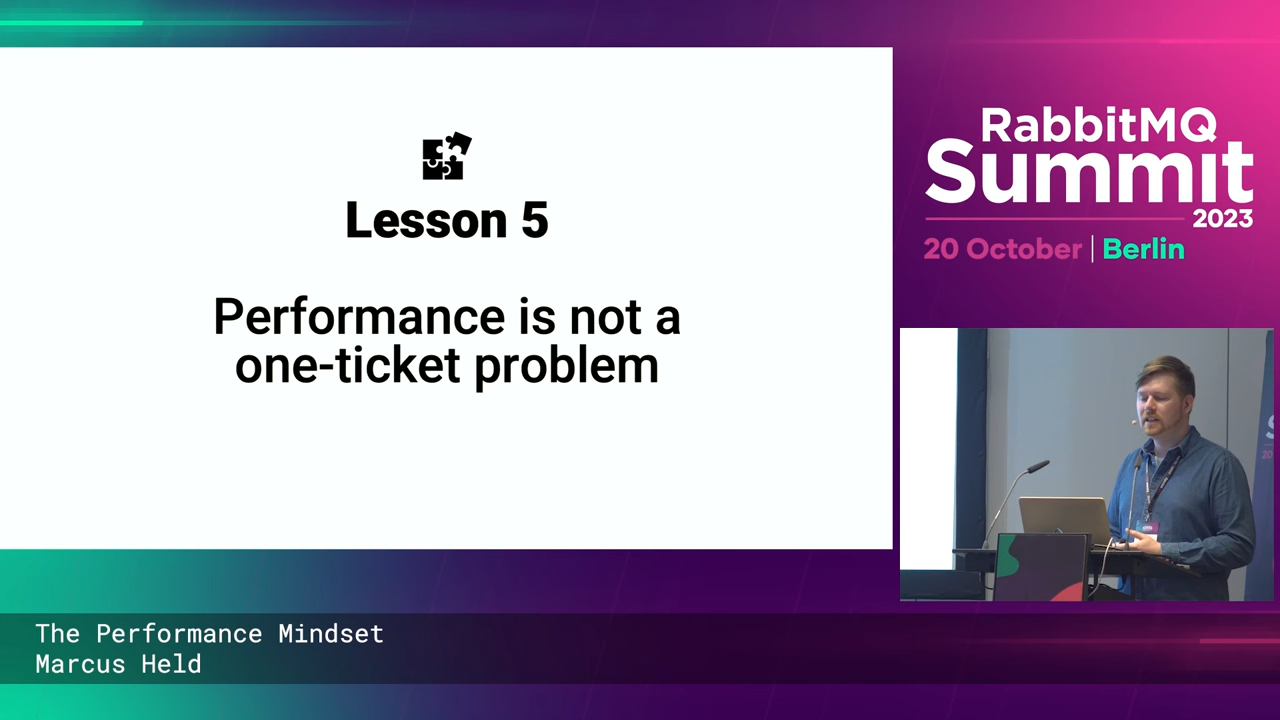 Lesson 5
Performance is not a
one-ticket problem
RabbitMQ
Summit
2023
20 October | Berlin
The Performance Mindset
Marcus Held